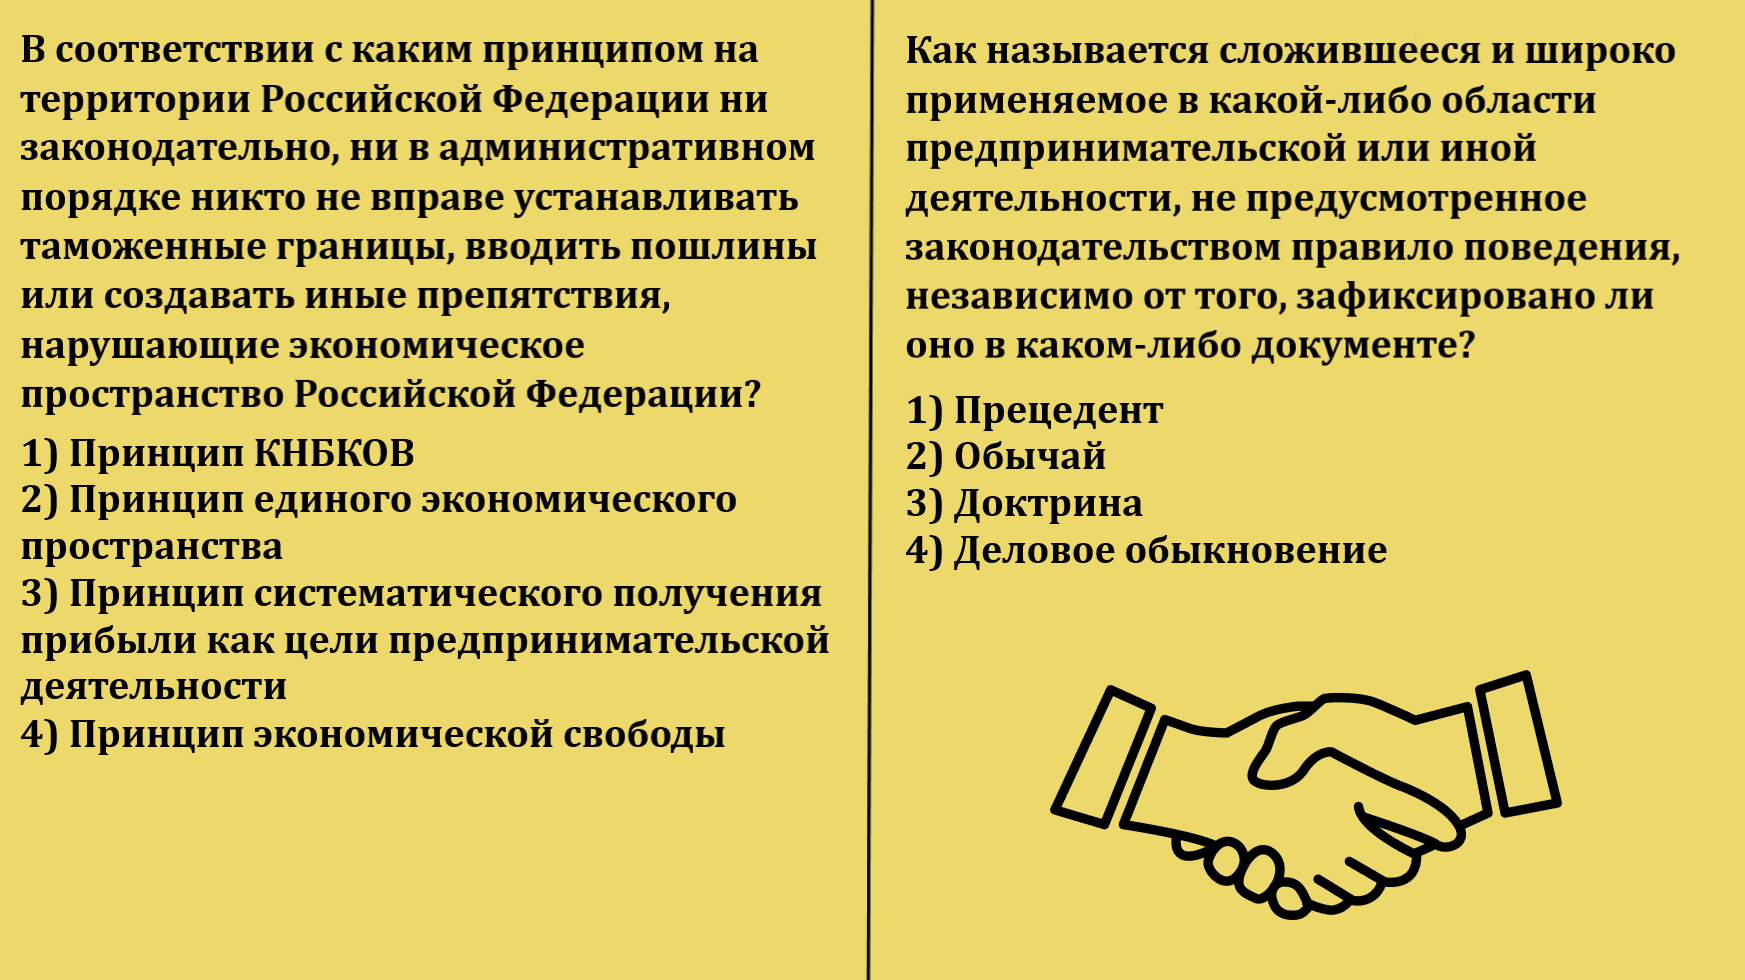 В соответствии с каким принципом на
территории Российской Федерации ни
законодательно, ни в административном
порядке никто не вправе устанавливать
таможенные границы, вводить пошлины
или создавать иные препятствия,
нарушающие экономическое
пространство Российской Федерации?
1) Принцип КНБКОВ
2) Принцип единого экономического
пространства
3) Принцип систематического получения
прибыли как цели предпринимательской
деятельности
4) Принцип экономической свободы
Как называется сложившееся и широко
применяемое в какой-либо области
предпринимательской или иной
деятельности, не предусмотренное
законодательством правило поведения,
независимо от того, зафиксировано ли
оно в каком-либо документе?
1) Прецедент
2) Обычай
3) Доктрина
4) Деловое обыкновение